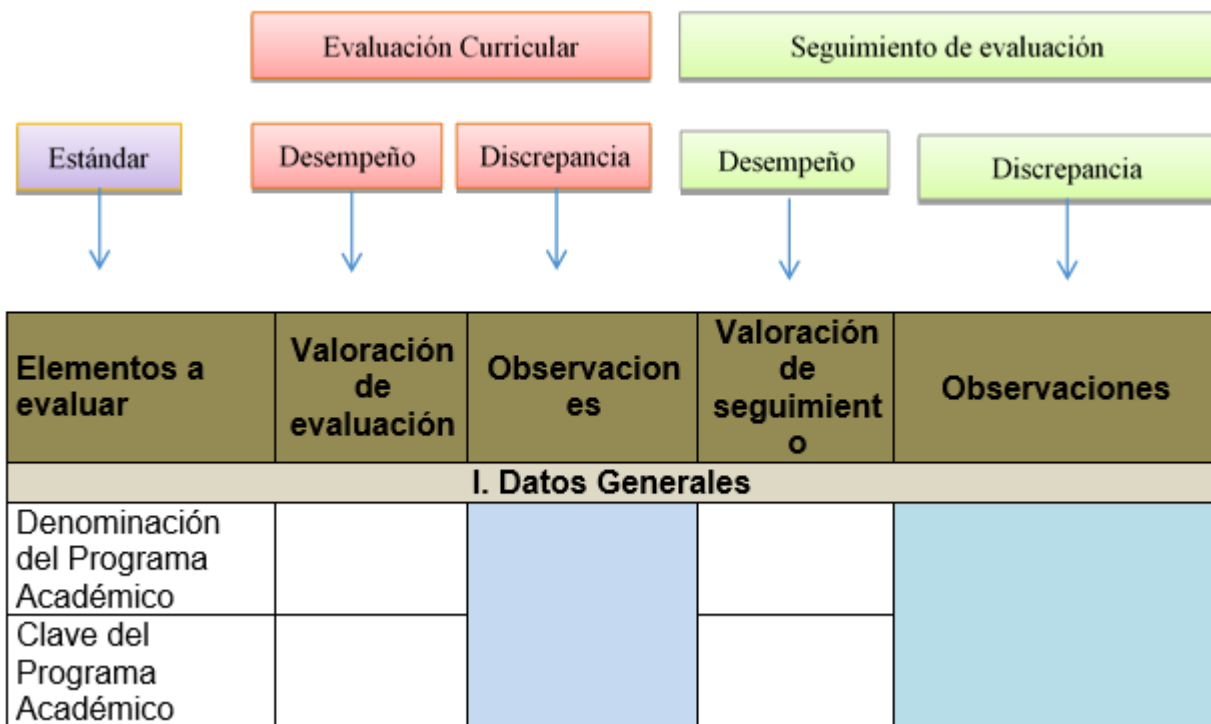 Evaluación Curricular
Seguimiento de evaluación
Estándar
Desempeño
Discrepancia
Desempeño
Discrepancia
Elementos a
evaluar
Valoración
de
evaluación
Observacion
es
Valoración
de
seguimient
o
Observaciones
I. Datos Generales
Denominación
del Programa
Académico
Clave del
Programa
Académico